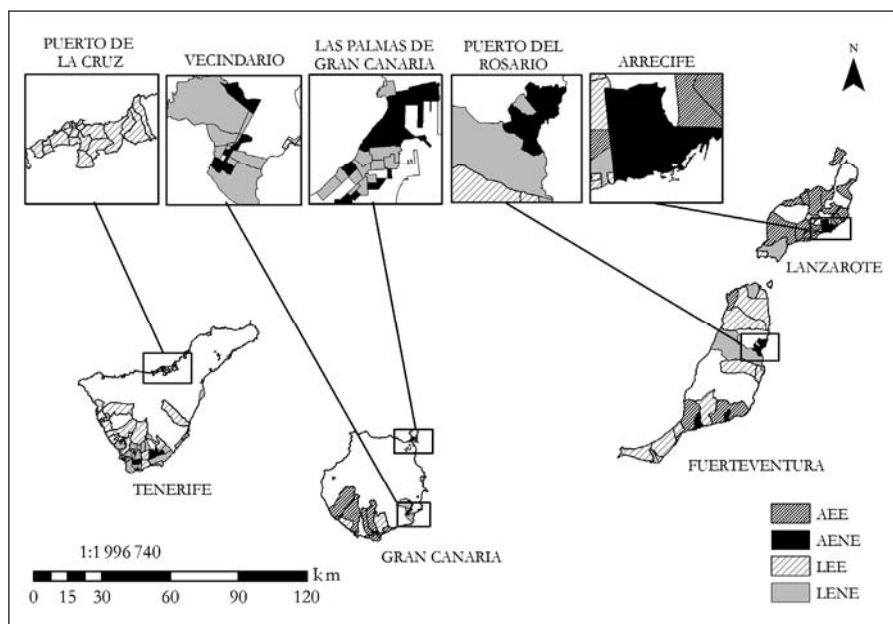 PUERTO DE
LA CRUZ
VECINDARIO
LAS PALMAS DE
GRAN CANARIA
PUERTO DEL
ROSARIO
ARRECIFE
N
LANZAROTE
FUERTEVENTURA
TENERIFE
GRAN CANARIA
1:1 996 740
km
0 15 30 60 90 120
AEE
AENE
LEE
LENE